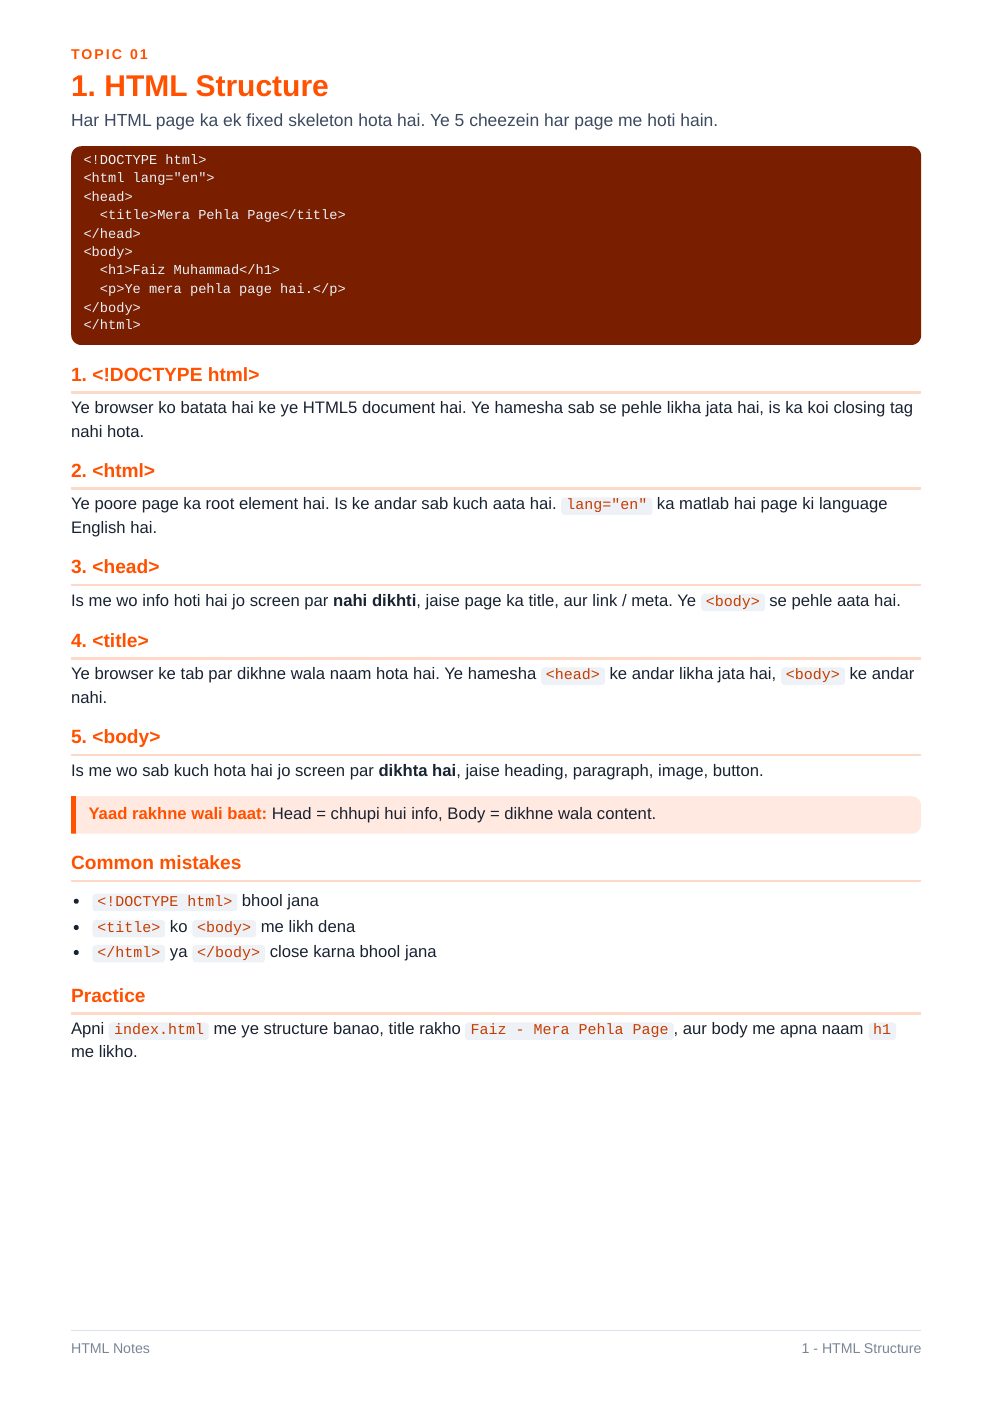 TOPIC 01
1. HTML Structure
Har HTML page ka ek fixed skeleton hota hai. Ye 5 cheezein har page me hoti hain.
<!DOCTYPE html>
<html lang="en">
<head>
  <title>Mera Pehla Page</title>
</head>
<body>
  <h1>Faiz Muhammad</h1>
  <p>Ye mera pehla page hai.</p>
</body>
</html>
1. <!DOCTYPE html>
Ye browser ko batata hai ke ye HTML5 document hai. Ye hamesha sab se pehle likha jata hai, is ka koi closing tag
nahi hota.
2. <html>
Ye poore page ka root element hai. Is ke andar sab kuch aata hai. lang="en" ka matlab hai page ki language
English hai.
3. <head>
Is me wo info hoti hai jo screen par nahi dikhti, jaise page ka title, aur link / meta. Ye <body> se pehle aata hai.
4. <title>
Ye browser ke tab par dikhne wala naam hota hai. Ye hamesha <head> ke andar likha jata hai, <body> ke andar
nahi.
5. <body>
Is me wo sab kuch hota hai jo screen par dikhta hai, jaise heading, paragraph, image, button.
Yaad rakhne wali baat: Head = chhupi hui info, Body = dikhne wala content.
Common mistakes
• <!DOCTYPE html> bhool jana
• <title> ko <body> me likh dena
• </html> ya </body> close karna bhool jana
Practice
Apni index.html me ye structure banao, title rakho Faiz - Mera Pehla Page, aur body me apna naam h1
me likho.
HTML Notes
1 - HTML Structure